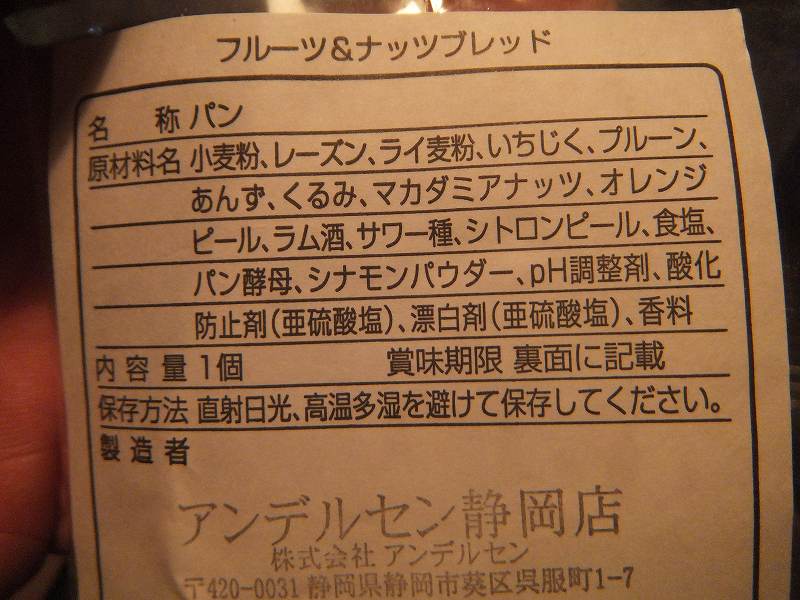 フルーツ&ナッツブレッド
名　　称 パン
原材料名 小麦粉、レーズン、ライ麦粉、いちじく、プルーン、
あんず、くるみ、マカダミアナッツ、オレンジ
ピール、ラム酒、サワー種、シトロンピール、食塩、
パン酵母、シナモンパウダー、pH調整剤、酸化
防止剤(亜硫酸塩)、漂白剤(亜硫酸塩)、香料
内 容 量 1個　　賞味期限 裏面に記載
保存方法 直射日光、高温多湿を避けて保存してください。
製 造 者
アンデルセン静岡店
株式会社 アンデルセン
〒420-0031 静岡県静岡市葵区呉服町1-7